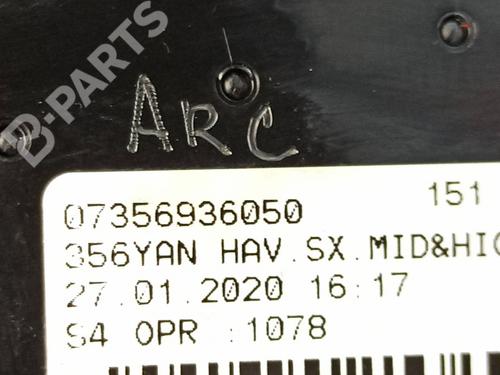 B-PARTS
ARC
07356936050 151
356YAN HAV.SX.MID&HIG
27.01.2020 16:17
S4 OPR :1078